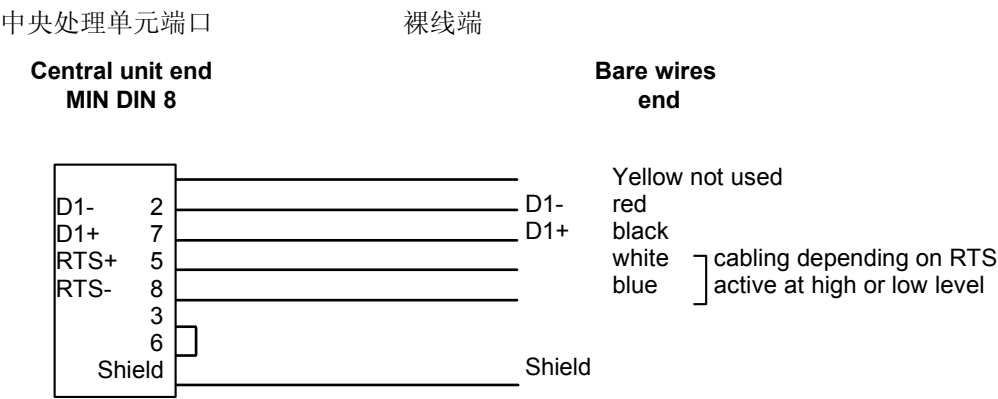 中央处理单元端口 裸线端
Central unit end Bare wires
MIN DIN 8 end
Yellow not used
D1- 2 D1- red
D1+ 7 D1+ black
RTS+ 5 white cabling depending on RTS
RTS- 8 blue active at high or low level
3
6
Shield Shield